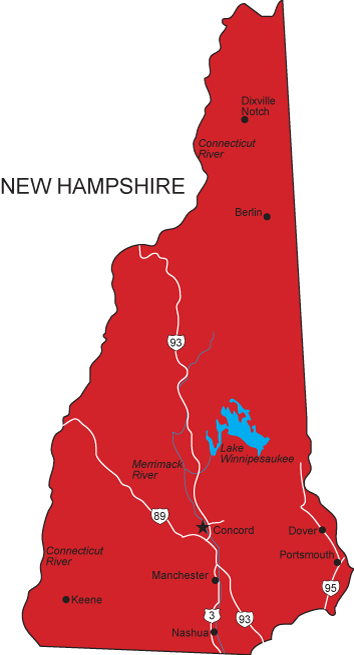 Dixville
Notch
Connecticut
River
NEW HAMPSHIRE
Berlin
93
Lake
Winnipesaukee
Merrimack
River
89
Concord
Dover
Connecticut
River
Portsmouth
Manchester
95
Keene
3
93
Nashua